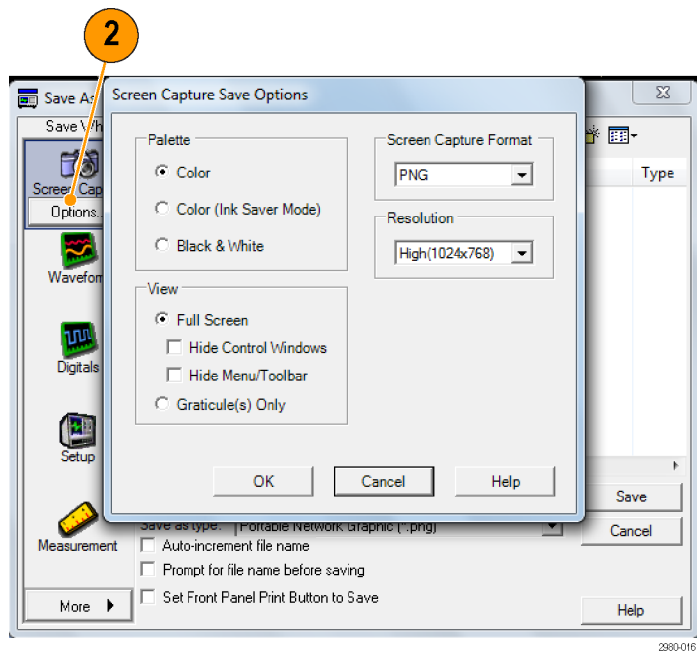 2
Save As
Screen Capture Save Options
Save Wh
Palette
Color
Color (Ink Saver Mode)
Black & White
Screen Capture Format
PNG
Resolution
High(1024x768)
View
Full Screen
Hide Control Windows
Hide Menu/Toolbar
Graticule(s) Only
OK
Cancel
Help
Type
Screen Cap
Options..
Waveform
Digitals
Setup
Measurement
More
Save as type: Portable Network Graphic (*.png)
Auto-increment file name
Prompt for file name before saving
Set Front Panel Print Button to Save
Save
Cancel
Help
2980-016